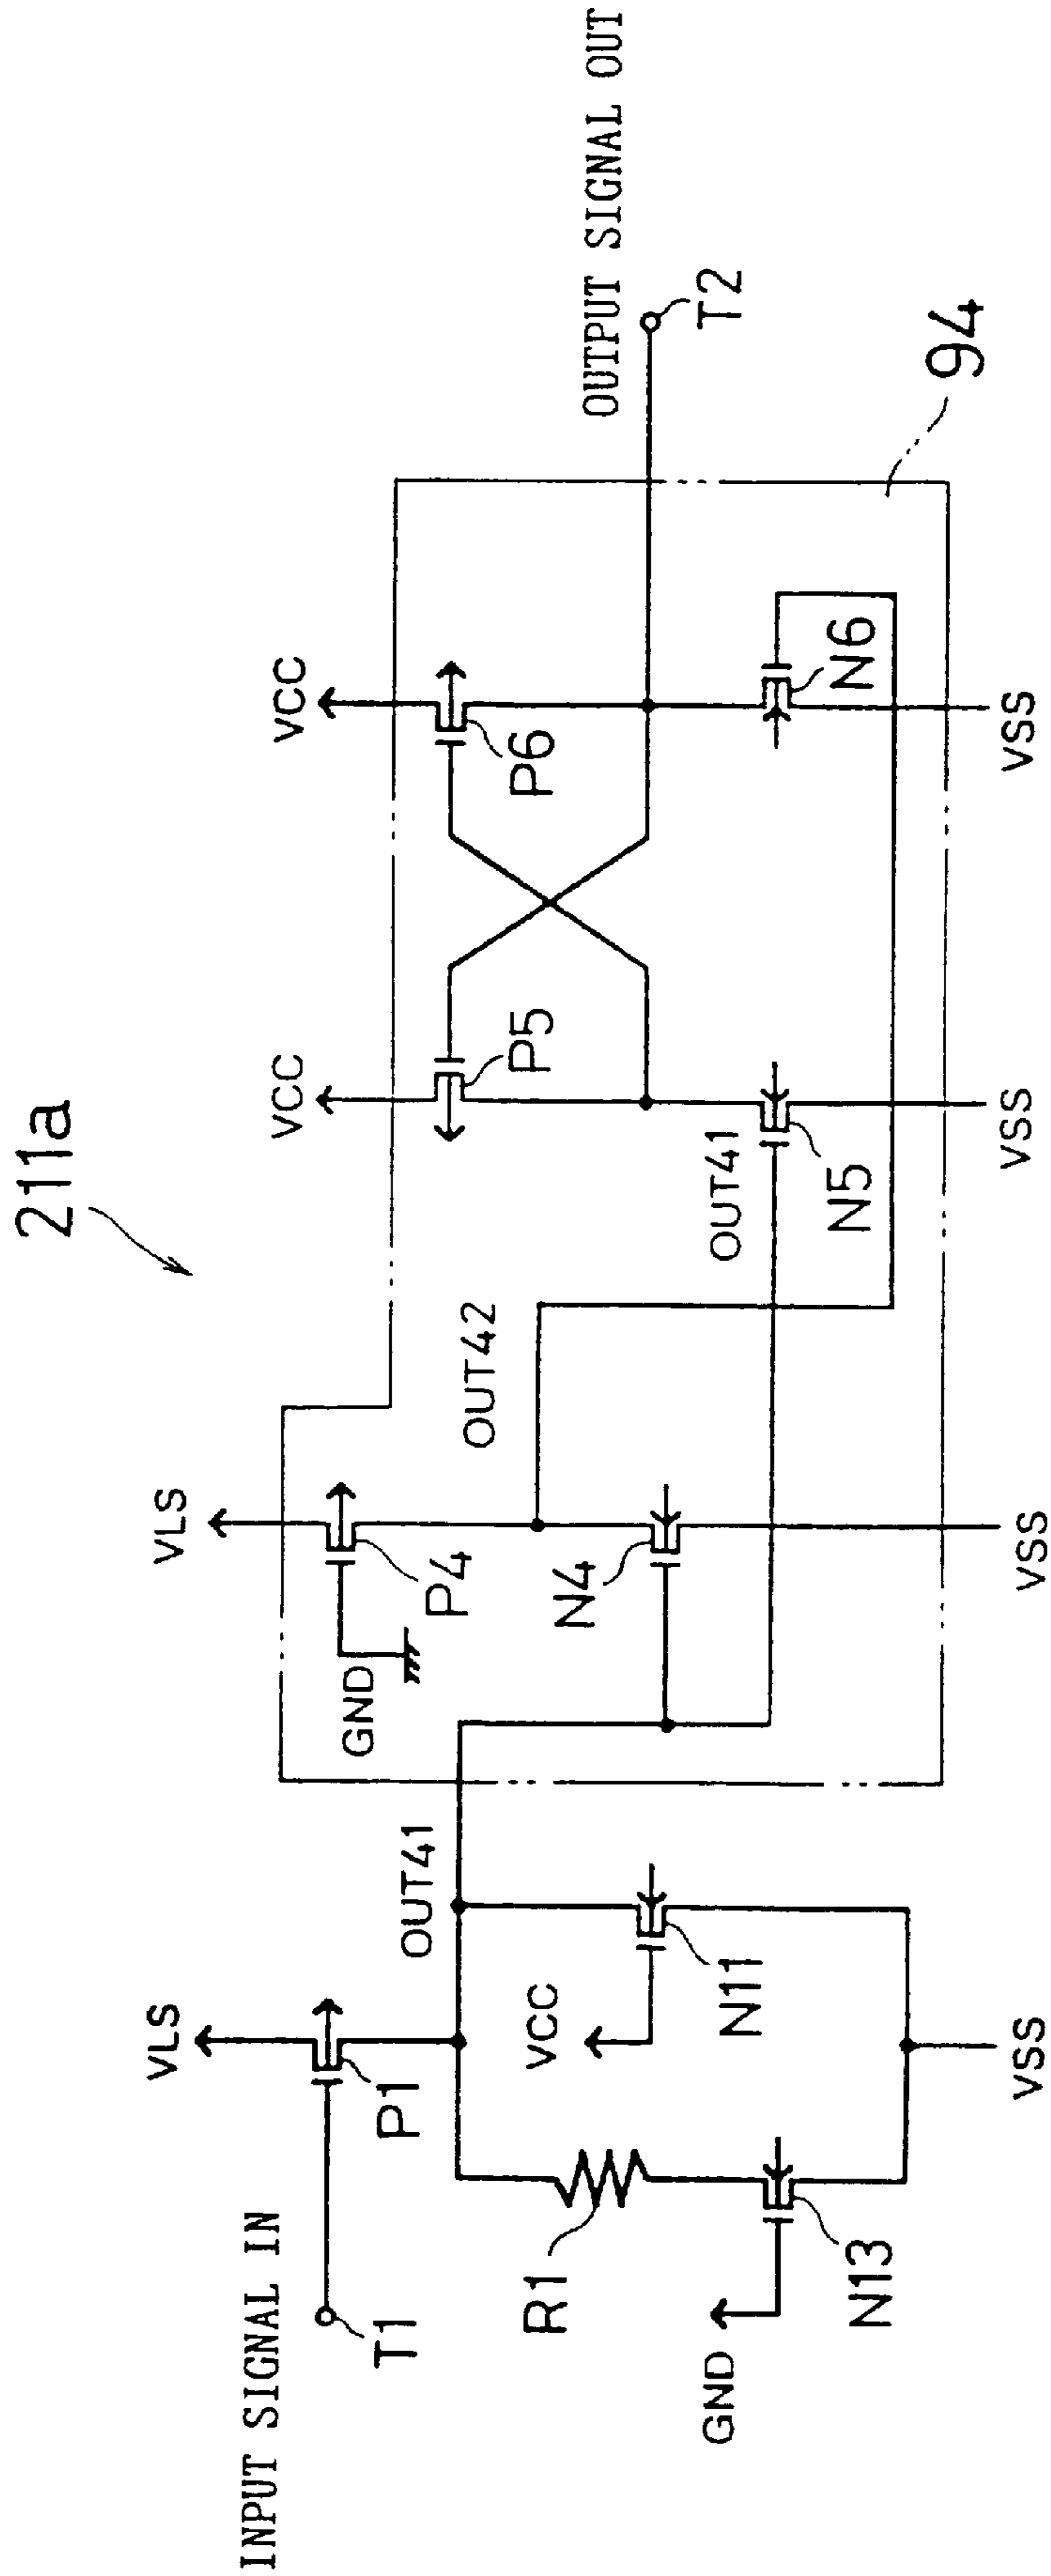 211a
INPUT SIGNAL IN
T1
VLS
P1
R1
GND
N13
VCC
N11
VSS
OUT41
VLS
P4
GND
N4
VSS
OUT42
OUT41
VCC
P5
N5
VSS
VCC
P6
N6
VSS
OUTPUT SIGNAL OUT
T2
94